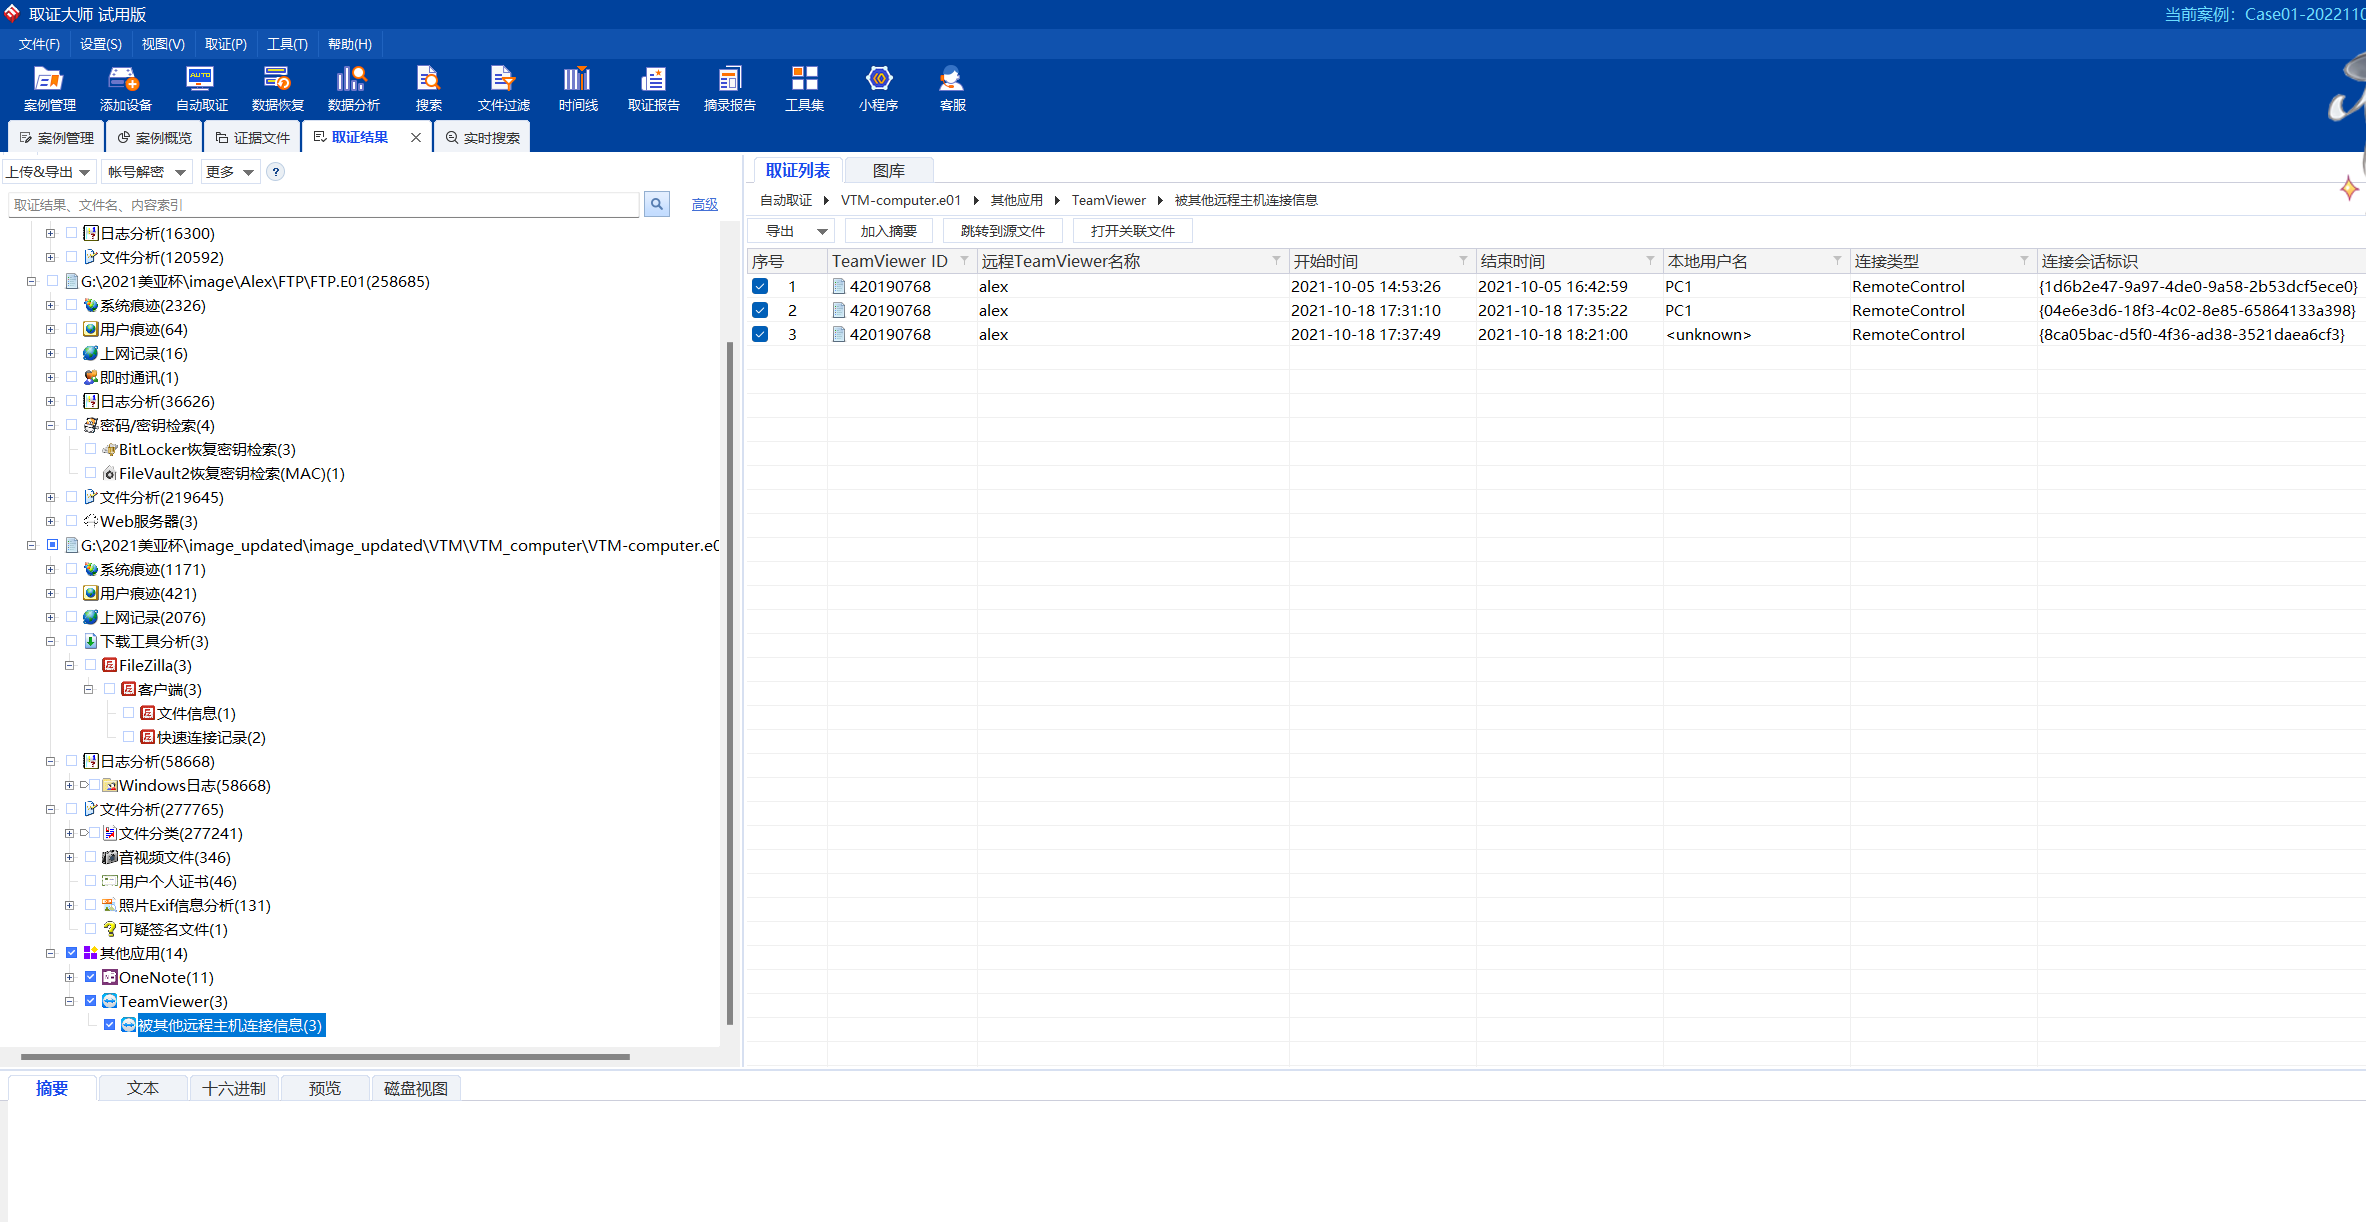 取证大师 试用版
当前案例：Case01-2022110
文件(F) 设置(S) 视图(V) 取证(P) 工具(T) 帮助(H)
AUTO
案例管理 添加设备 自动取证 数据恢复 数据分析 搜索 文件过滤 时间线 取证报告 摘录报告 工具集 小程序 客服
案例管理 案例概览 证据文件 取证结果 实时搜索
上传&导出 帐号解密 更多 ?
取证结果、文件名、内容索引 高级
日志分析(16300)
文件分析(120592)
G:\2021美亚杯\image\Alex\FTP\FTP.E01(258685)
系统痕迹(2326)
用户痕迹(64)
上网记录(16)
即时通讯(1)
日志分析(36626)
密码/密钥检索(4)
BitLocker恢复密钥检索(3)
FileVault2恢复密钥检索(MAC)(1)
文件分析(219645)
Web服务器(3)
G:\2021美亚杯\image_updated\image_updated\VTM\VTM_computer\VTM-computer.e0
系统痕迹(1171)
用户痕迹(421)
上网记录(2076)
下载工具分析(3)
FileZilla(3)
客户端(3)
文件信息(1)
快速连接记录(2)
日志分析(58668)
Windows日志(58668)
文件分析(277765)
文件分类(277241)
音视频文件(346)
用户个人证书(46)
照片Exif信息分析(131)
可疑签名文件(1)
其他应用(14)
OneNote(11)
TeamViewer(3)
被其他远程主机连接信息(3)
取证列表 图库
自动取证 VTM-computer.e01 其他应用 TeamViewer 被其他远程主机连接信息
导出 加入摘要 跳转到源文件 打开关联文件
序号 TeamViewer ID 远程TeamViewer名称 开始时间 结束时间 本地用户名 连接类型 连接会话标识
1 420190768 alex 2021-10-05 14:53:26 2021-10-05 16:42:59 PC1 RemoteControl {1d6b2e47-9a97-4de0-9a58-2b53dcf5ece0}
2 420190768 alex 2021-10-18 17:31:10 2021-10-18 17:35:22 PC1 RemoteControl {04e6e3d6-18f3-4c02-8e85-65864133a398}
3 420190768 alex 2021-10-18 17:37:49 2021-10-18 18:21:00 <unknown> RemoteControl {8ca05bac-d5f0-4f36-ad38-3521daea6cf3}
摘要 文本 十六进制 预览 磁盘视图